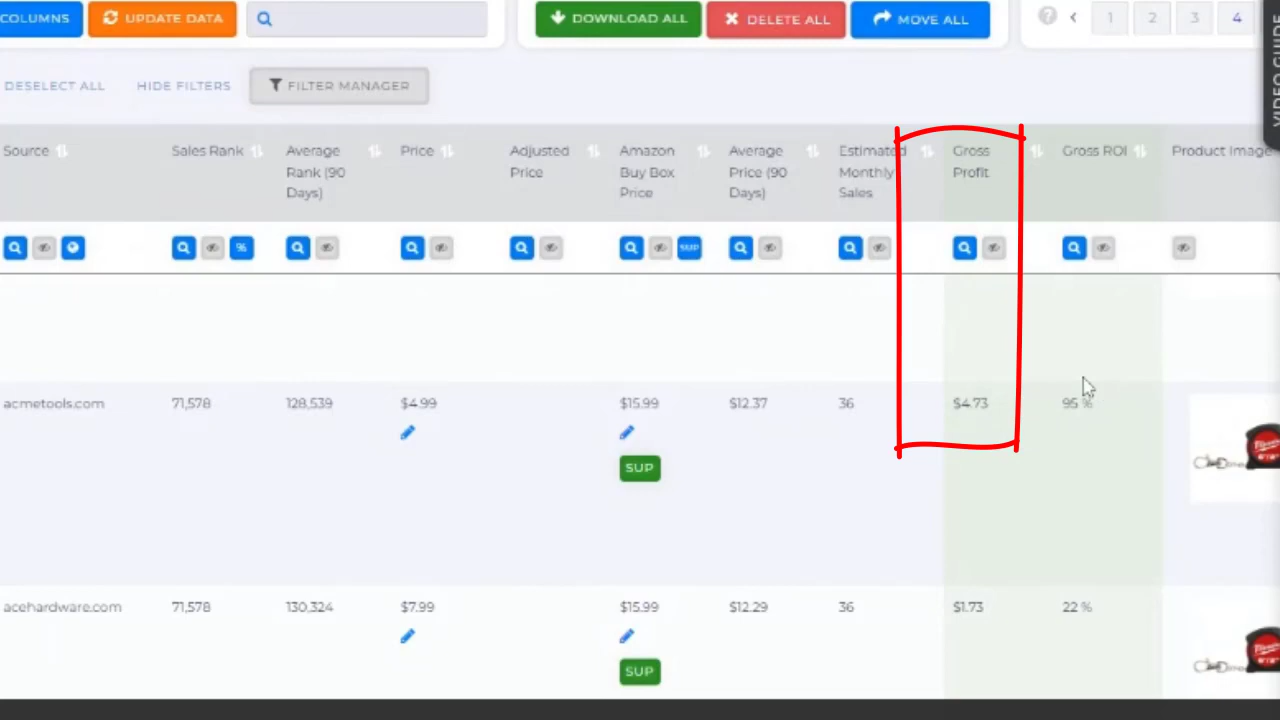 COLUMNS UPDATE DATA DOWNLOAD ALL DELETE ALL MOVE ALL 1 2 3 4
VIDEO GUIDE
DESELECT ALL HIDE FILTERS FILTER MANAGER
Source Sales Rank Average Rank (90 Days) Price Adjusted Price Amazon Buy Box Price Average Price (90 Days) Estimated Monthly Sales Gross Profit Gross ROI Product Image
% SUP
acmetools.com 71,578 128,539 $4.99 $15.99 $12.37 36 $4.73 95 %
SUP
acehardware.com 71,578 130,324 $7.99 $15.99 $12.29 36 $1.73 22 %
SUP